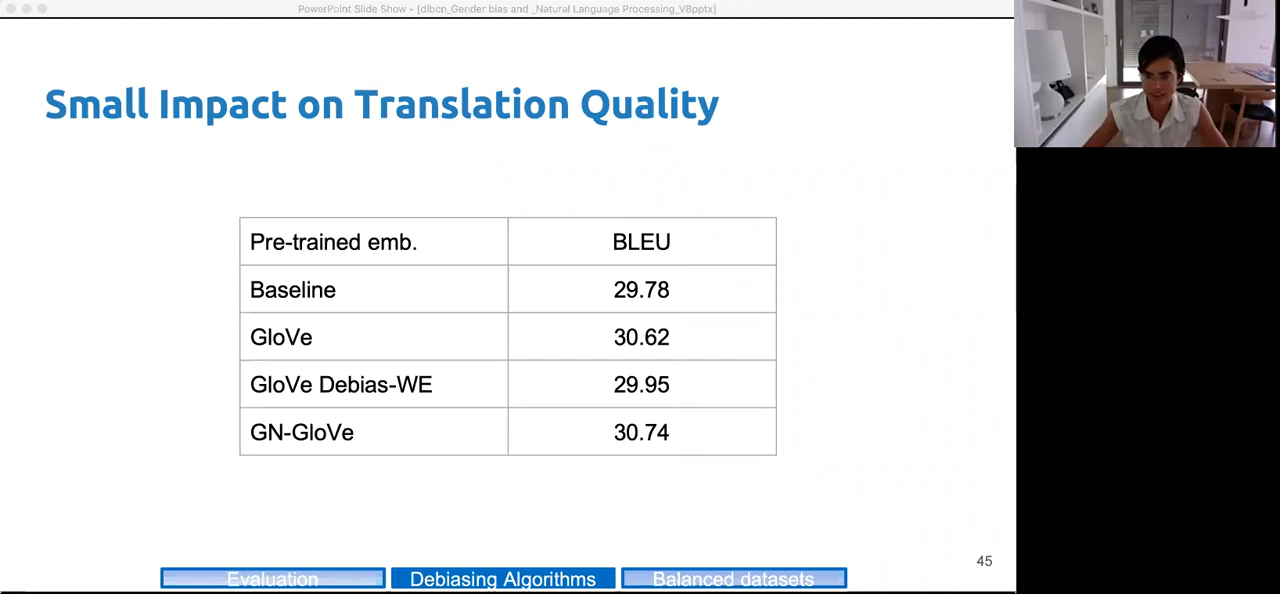 PowerPoint Slide Show - [dlbcn_Gender bias and _Natural Language Processing_V8pptx]
Small Impact on Translation Quality
Pre-trained emb. BLEU
Baseline 29.78
GloVe 30.62
GloVe Debias-WE 29.95
GN-GloVe 30.74
45
Evaluation Debiasing Algorithms Balanced datasets